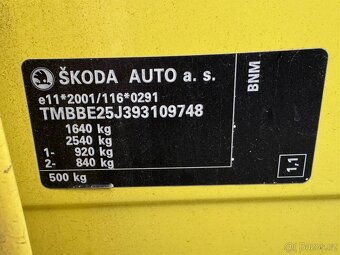 ŠKODA AUTO a. s.
e11*2001/116*0291
TMBBE25J393109748
1640 kg
2540 kg
1- 920 kg
2- 840 kg
500 kg
BNM
1,1